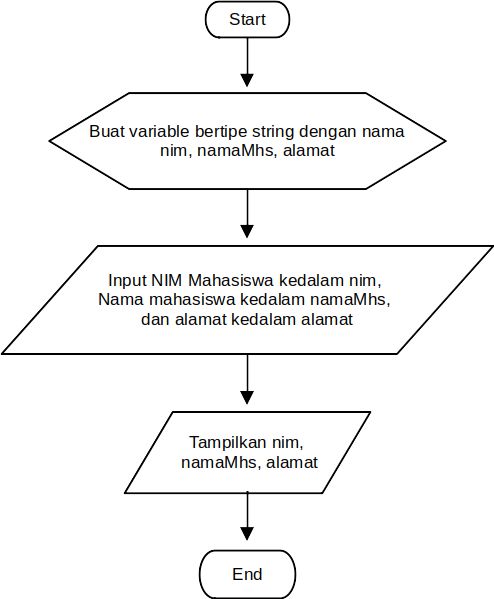 Start
Buat variable bertipe string dengan nama
nim, namaMhs, alamat
Input NIM Mahasiswa kedalam nim,
Nama mahasiswa kedalam namaMhs,
dan alamat kedalam alamat
Tampilkan nim,
namaMhs, alamat
End